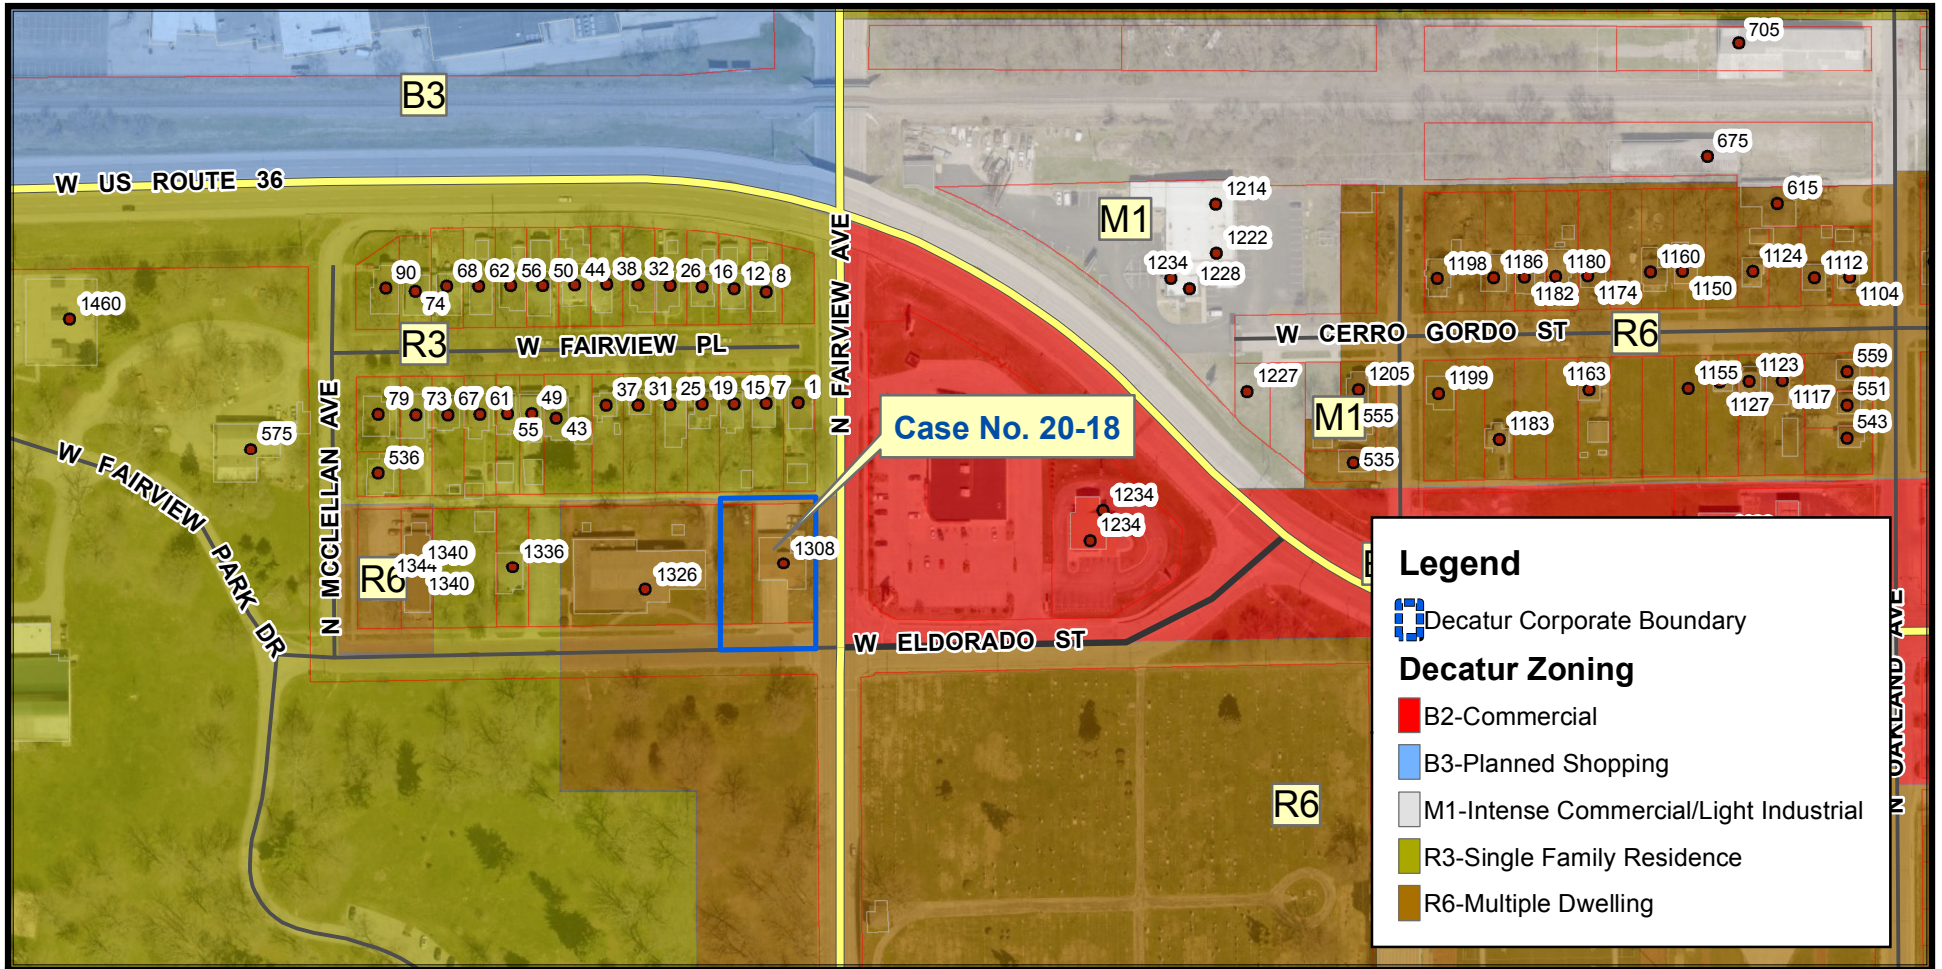 705
B3
675
W US ROUTE 36
1214
615
M1
N FAIRVIEW AVE
1222
90
68
62
56
50
44
38
32
26
16
12
8
74
1234
1228
1198
1186
1180
1160
1124
1112
1182
1174
1150
1104
1460
R3
W FAIRVIEW PL
W CERRO GORDO ST
R6
559
1227
1205
1199
1163
1155
1123
79
73
67
61
49
37
31
25
19
15
7
1
551
1127
1117
55
43
M1
555
Case No. 20-18
1183
543
575
536
535
W FAIRVIEW PARK DR
N MCCLELLAN AVE
1234
1234
1308
1340
1344
1340
R6
1336
1326
W ELDORADO ST
N OAKLAND AVE
R6
Legend
Decatur Corporate Boundary
Decatur Zoning
B2-Commercial
B3-Planned Shopping
M1-Intense Commercial/Light Industrial
R3-Single Family Residence
R6-Multiple Dwelling